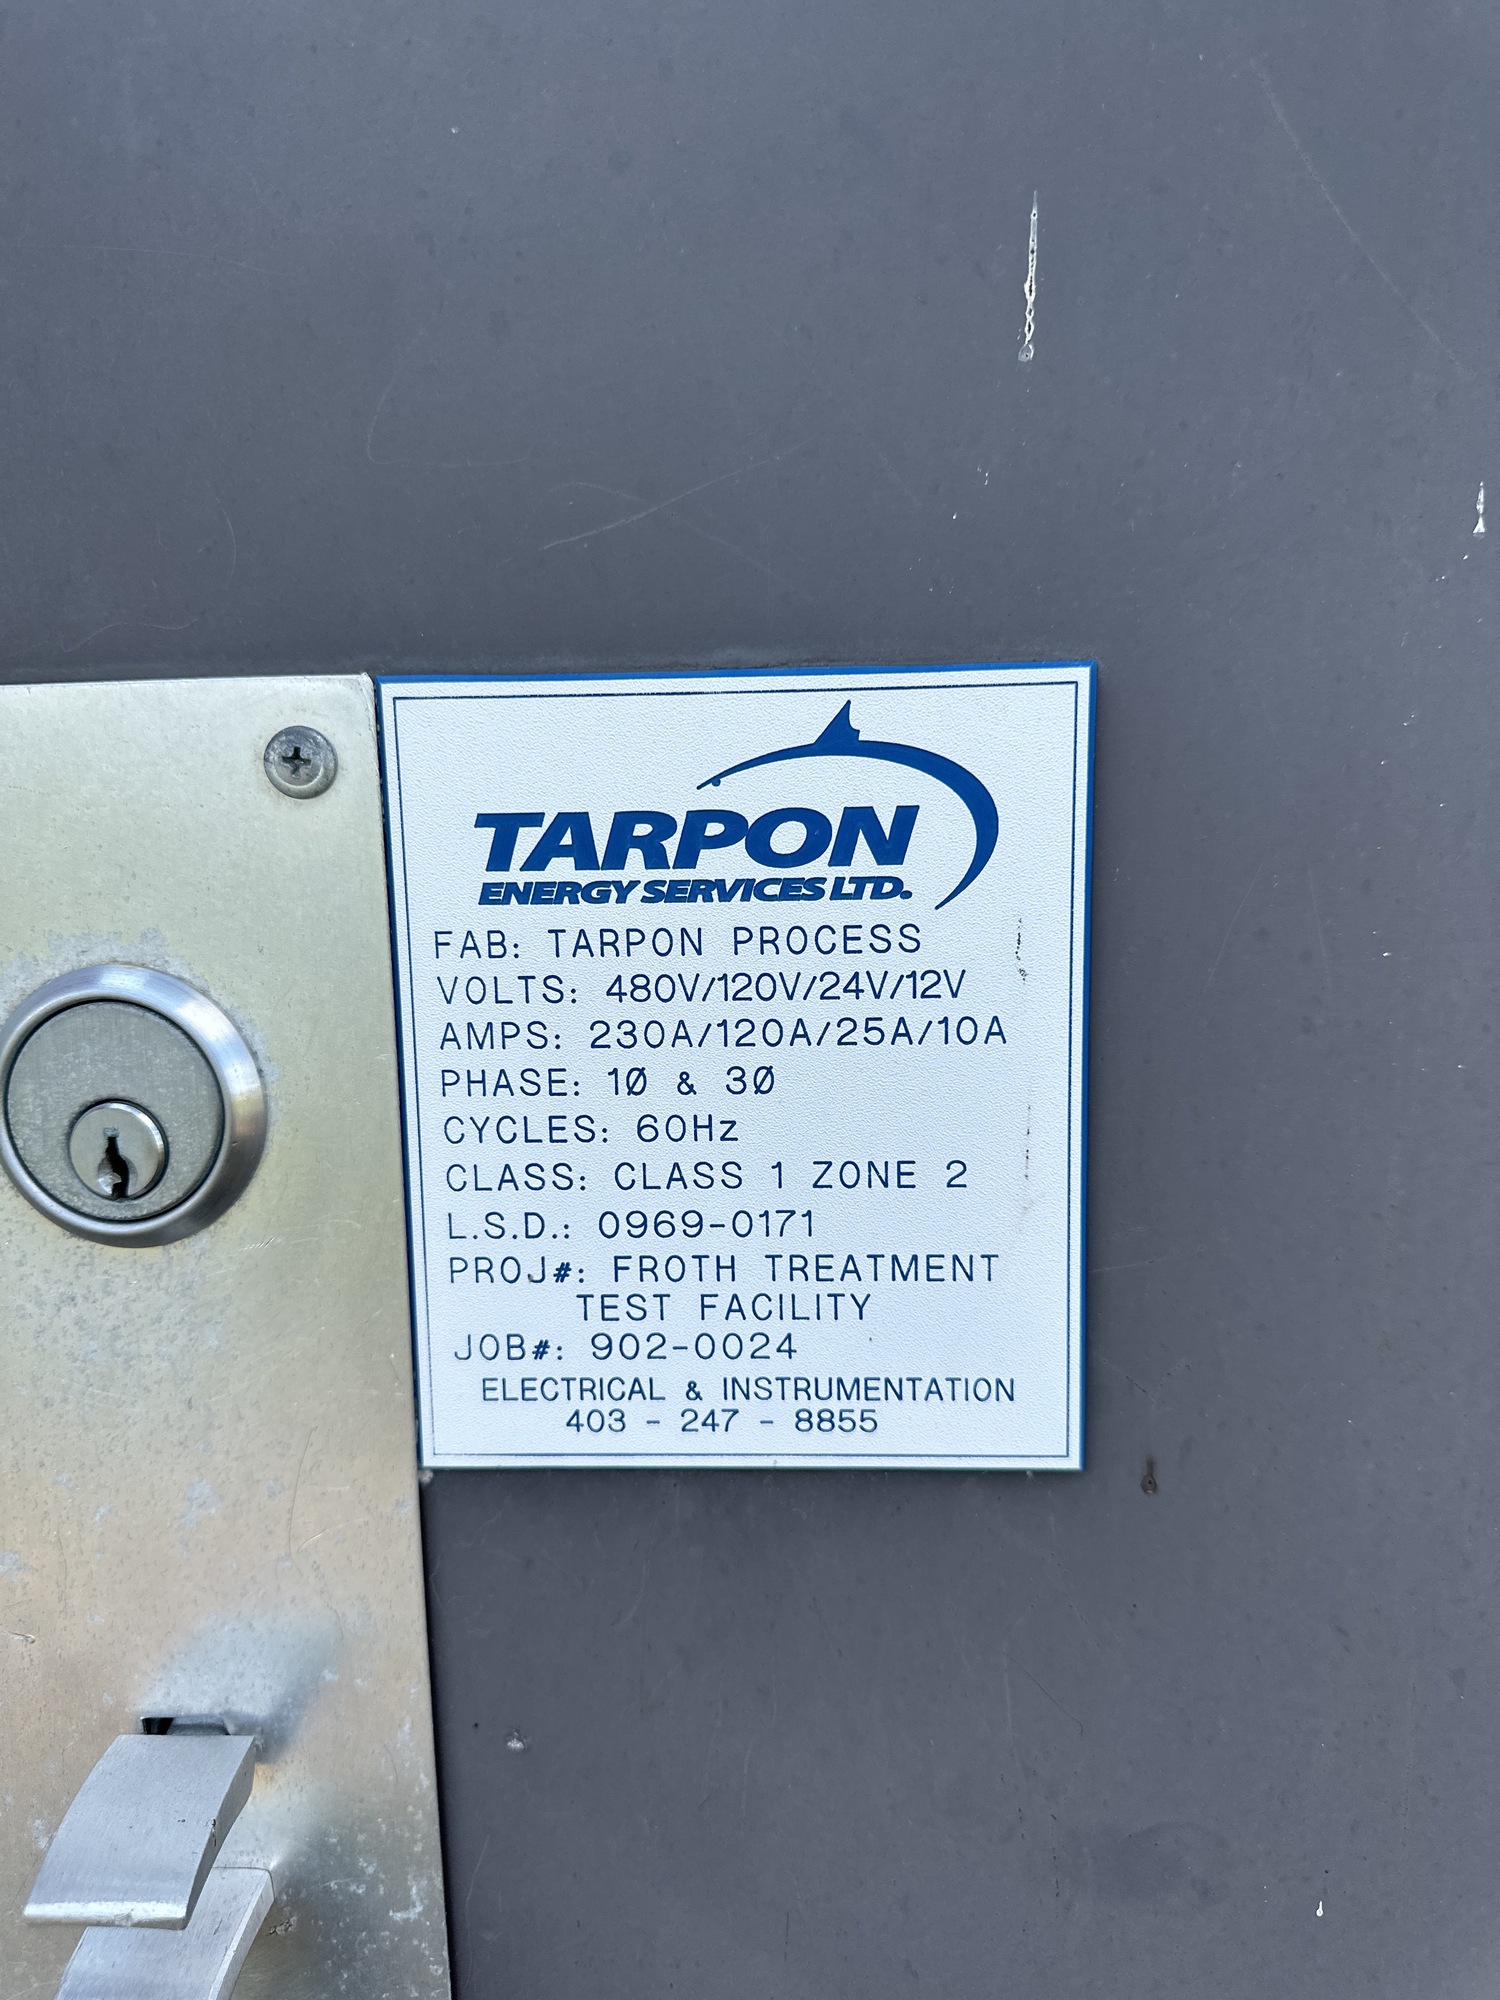 TARPON
ENERGY SERVICES LTD.
FAB: TARPON PROCESS
VOLTS: 480V/120V/24V/12V
AMPS: 230A/120A/25A/10A
PHASE: 1Ø & 3Ø
CYCLES: 60Hz
CLASS: CLASS 1 ZONE 2
L.S.D.: 0969-0171
PROJ#: FROTH TREATMENT
TEST FACILITY
JOB#: 902-0024
ELECTRICAL & INSTRUMENTATION
403 - 247 - 8855